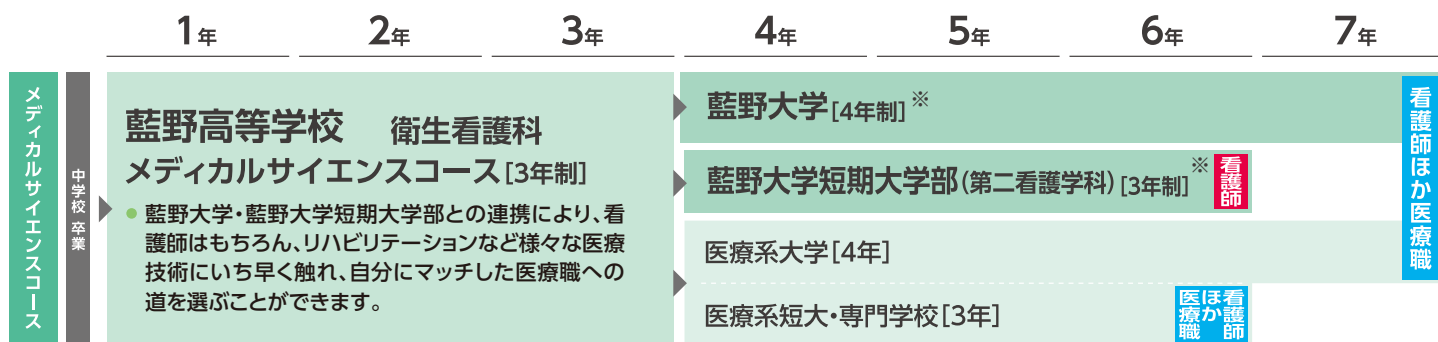 1年 2年 3年 4年 5年 6年 7年
メディカルサイエンスコース
中学校 卒業
藍野高等学校 衛生看護科
メディカルサイエンスコース[3年制]
● 藍野大学・藍野大学短期大学部との連携により、看
護師はもちろん、リハビリテーションなど様々な医療
技術にいち早く触れ、自分にマッチした医療職への
道を選ぶことができます。
藍野大学[4年制]※
藍野大学短期大学部(第二看護学科)[3年制]※
看護師
医療系大学[4年]
医療系短大・専門学校[3年]
看護師
ほか
医療職
看護師ほか医療職